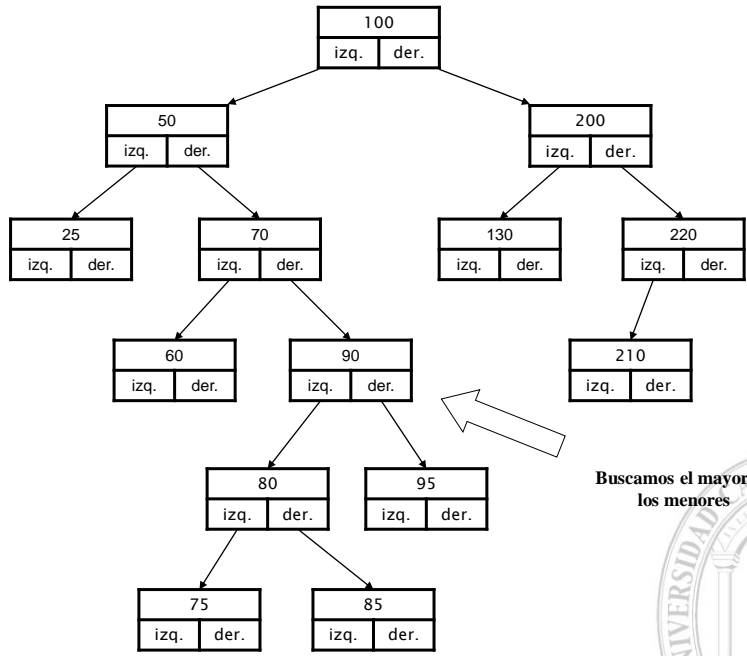 100
izq. der.
50
izq. der.
200
izq. der.
25
izq. der.
70
izq. der.
130
izq. der.
220
izq. der.
60
izq. der.
90
izq. der.
210
izq. der.
80
izq. der.
95
izq. der.
Buscamos el mayor
los menores
75
izq. der.
85
izq. der.